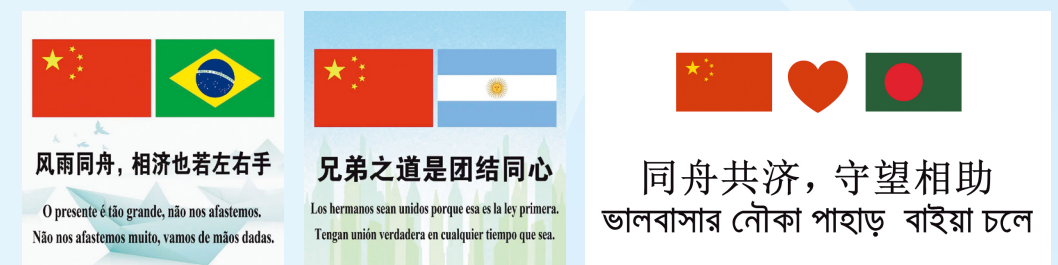 风雨同舟，相济也若左右手
O presente é tão grande, não nos afastemos.
Não nos afastemos muito, vamos de mãos dadas.
兄弟之道是团结同心
Los hermanos sean unidos porque esa es la ley primera.
Tengan unión verdadera en cualquier tiempo que sea.
同舟共济，守望相助
ভালবাসার নৌকা পাহাড় বাইয়া চলে